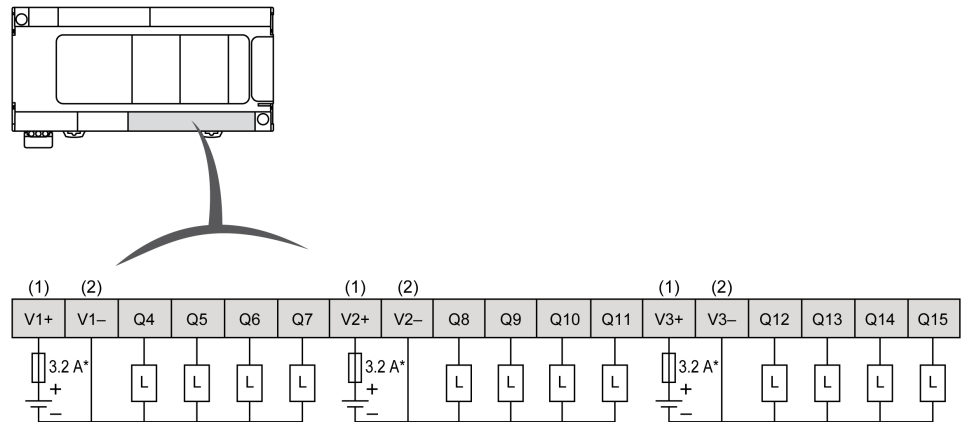 (1) (2) (1) (2) (1) (2)
V1+ V1– Q4 Q5 Q6 Q7 V2+ V2– Q8 Q9 Q10 Q11 V3+ V3– Q12 Q13 Q14 Q15
3.2 A* L L L L 3.2 A* L L L L 3.2 A* L L L L
+ + +
– – –